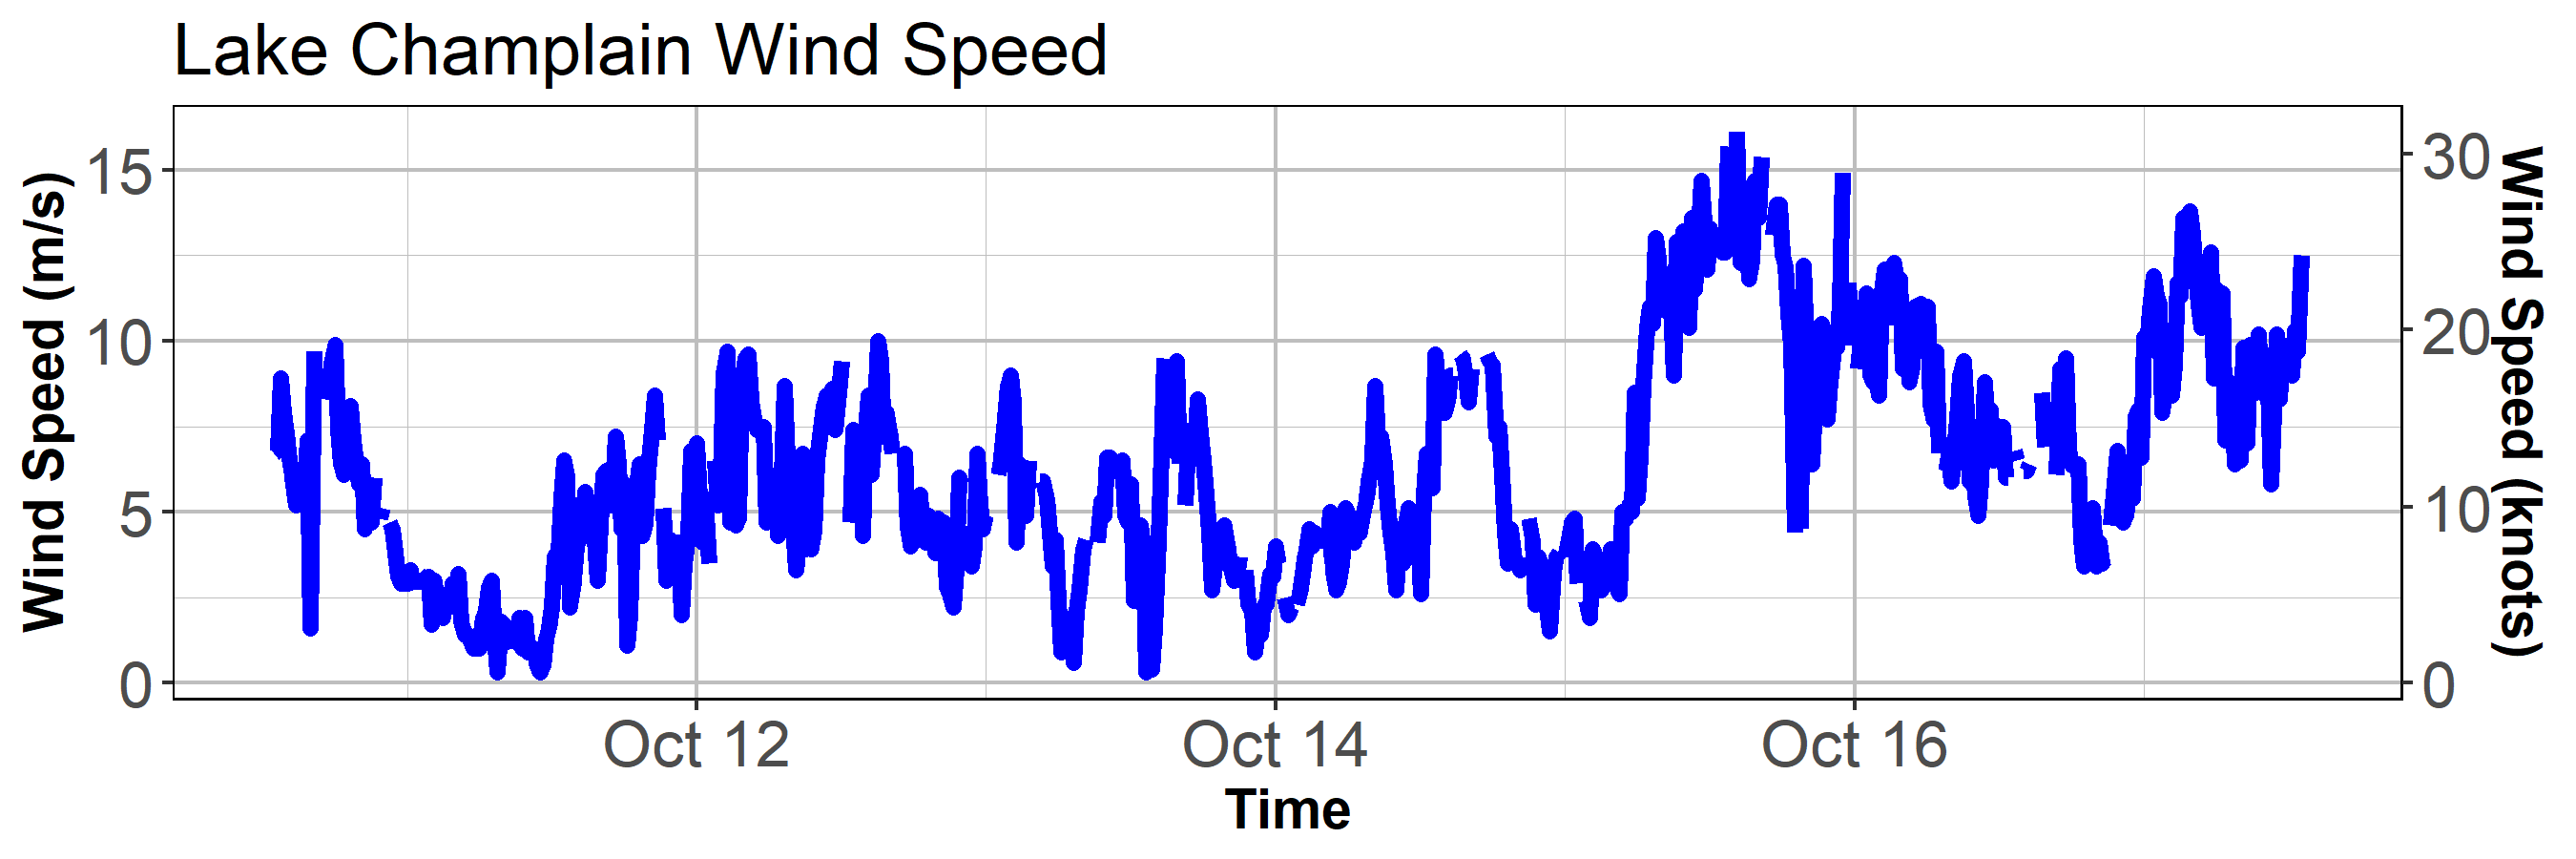 Lake Champlain Wind Speed
Wind Speed (m/s)
15
10
5
0
30
20
10
0
Wind Speed (knots)
Oct 12
Oct 14
Oct 16
Time